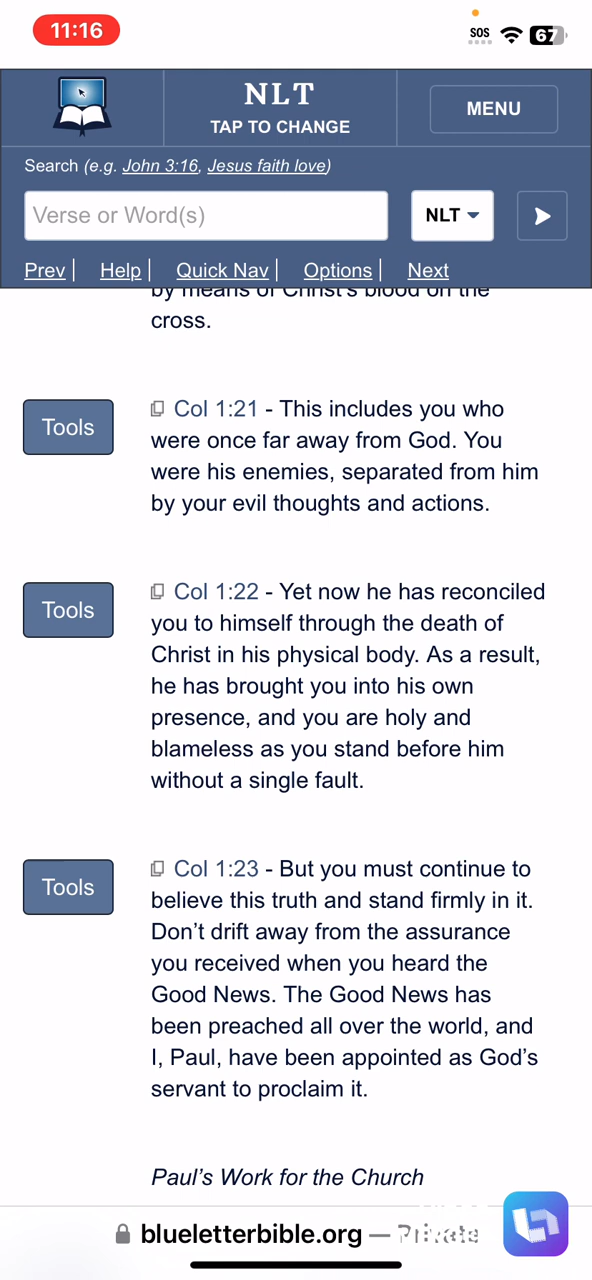 11:16
SOS
67
NLT
TAP TO CHANGE
MENU
Search (e.g. John 3:16, Jesus faith love)
Verse or Word(s)
NLT
Prev
Help
Quick Nav
Options
Next
by means of Christ's blood on the
cross.
Tools
Col 1:21 - This includes you who
were once far away from God. You
were his enemies, separated from him
by your evil thoughts and actions.
Tools
Col 1:22 - Yet now he has reconciled
you to himself through the death of
Christ in his physical body. As a result,
he has brought you into his own
presence, and you are holy and
blameless as you stand before him
without a single fault.
Tools
Col 1:23 - But you must continue to
believe this truth and stand firmly in it.
Don’t drift away from the assurance
you received when you heard the
Good News. The Good News has
been preached all over the world, and
I, Paul, have been appointed as God’s
servant to proclaim it.
Paul’s Work for the Church
blueletterbible.org — Private